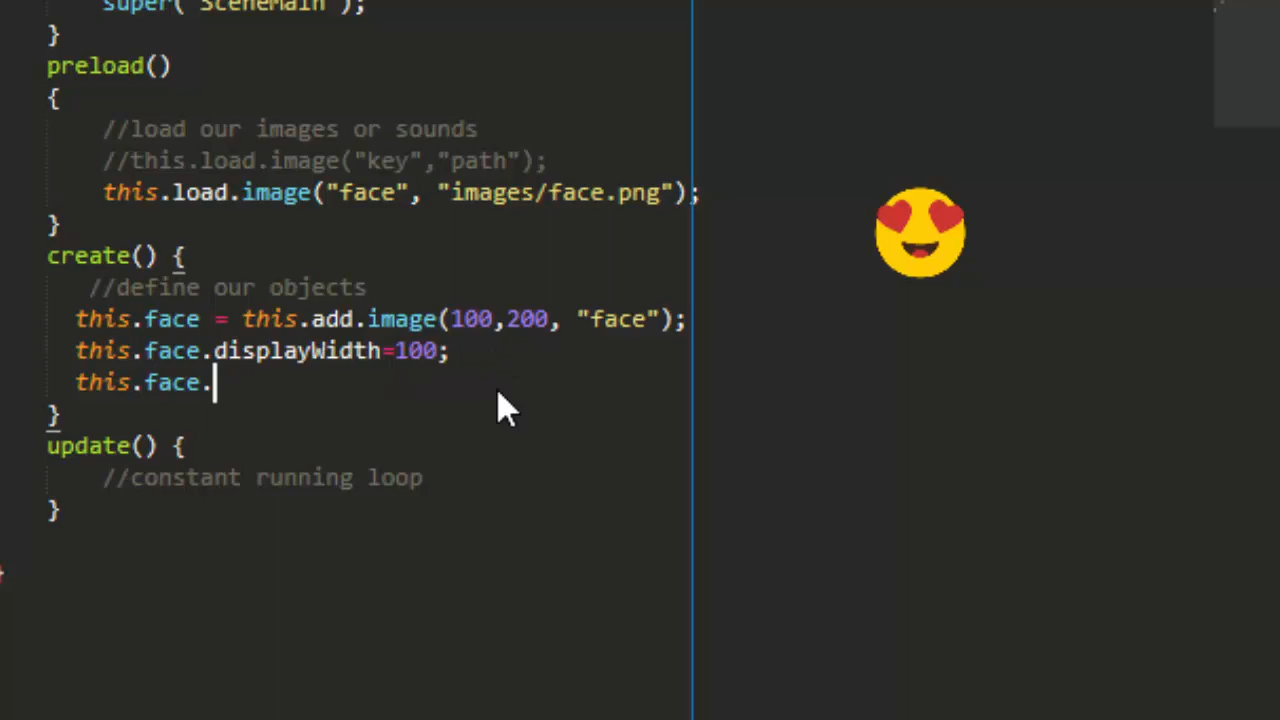 super("SceneMain");
}
preload()
{
//load our images or sounds
//this.load.image("key","path");
this.load.image("face", "images/face.png");
}
create() {
//define our objects
this.face = this.add.image(100,200, "face");
this.face.displayWidth=100;
this.face.
}
update() {
//constant running loop
}
}